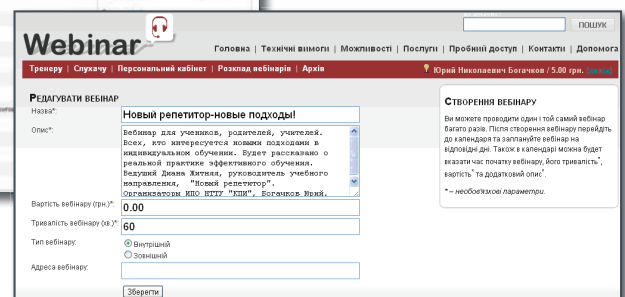 ПОШУК
Webinar
Головна | Технічні вимоги | Можливості | Послуги | Пробний доступ | Контакти | Допомога
Тренеру | Слухачу | Персональний кабінет | Розклад вебінарів | Архів
Юрий Николаевич Богачков / 5.00 грн.
РЕДАГУВАТИ ВЕБІНАР
Назва*: Новый репетитор-новые подходы!
Опис*:
Вебинар для учеников, родителей, учителей.
Всех, кто интересуется новыми подходами в
индивидуальном обучении. Будет рассказано о
реальной практике эффективного обучения.
Ведущий Диана Житняя, руководитель учебного
направления, "Новый репетитор".
Организаторы ИПО НТУУ "КПИ", Богачков Юрий.
Вартість вебінару (грн.)*: 0.00
Тривалість вебінару (хв.)*: 60
Тип вебінару: Внутрішній
Зовнішній
Адреса вебінару:
Зберегти
СТВОРЕННЯ ВЕБІНАРУ
Ви можете проводити один і той самий вебінар
багато разів. Після створення вебінару перейдіть
до календаря та заплануйте вебінар на
відповідні дні. Також в календарі можна будет
вказати час початку вебінару, його тривалість*,
вартість* та додатковий опис*.
* – необов'язкові параметри.